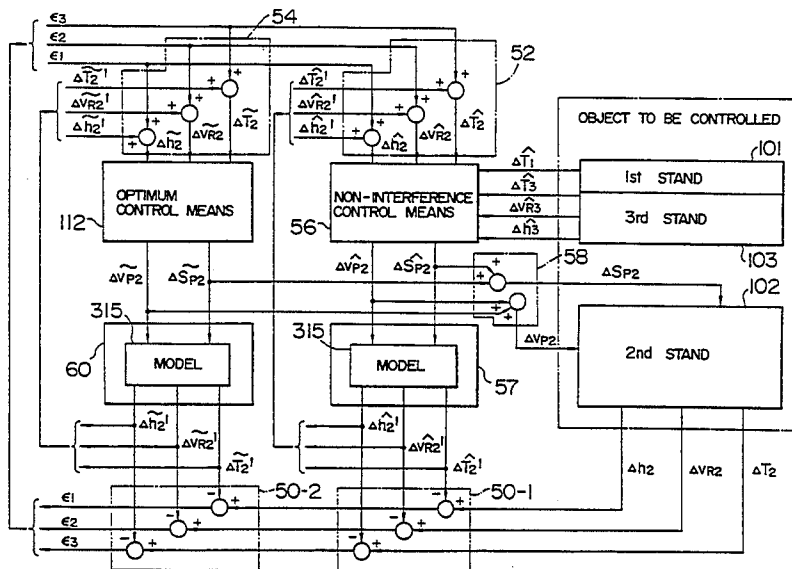 ε3
54
ε2
ε1
52
ΔT̃2'
ΔṽR2'
Δh̃2'
+
+
+
+
+
+
ΔT̃2
ΔṽR2
Δh̃2
ΔT̂2'
Δv̂R2'
Δĥ2'
+
+
+
+
+
+
ΔT̂2
Δv̂R2
Δĥ2
OBJECT TO BE CONTROLLED
101
OPTIMUM
CONTROL MEANS
112
NON-INTERFERENCE
CONTROL MEANS
56
ΔT̂1
ΔT̂3
Δv̂R3
Δĥ3
1st STAND
3rd STAND
103
58
ΔṽP2
ΔS̃P2
Δv̂P2
ΔŜP2
+
+
+
+
ΔSP2
102
ΔvP2
2nd STAND
315
60
MODEL
315
MODEL
57
Δh̃2'
ΔṽR2'
ΔT̃2'
Δĥ2'
Δv̂R2'
ΔT̂2'
Δh2
ΔvR2
ΔT2
50-2
50-1
ε1
ε2
ε3
-
+
-
+
-
+
-
+
-
+
-
+